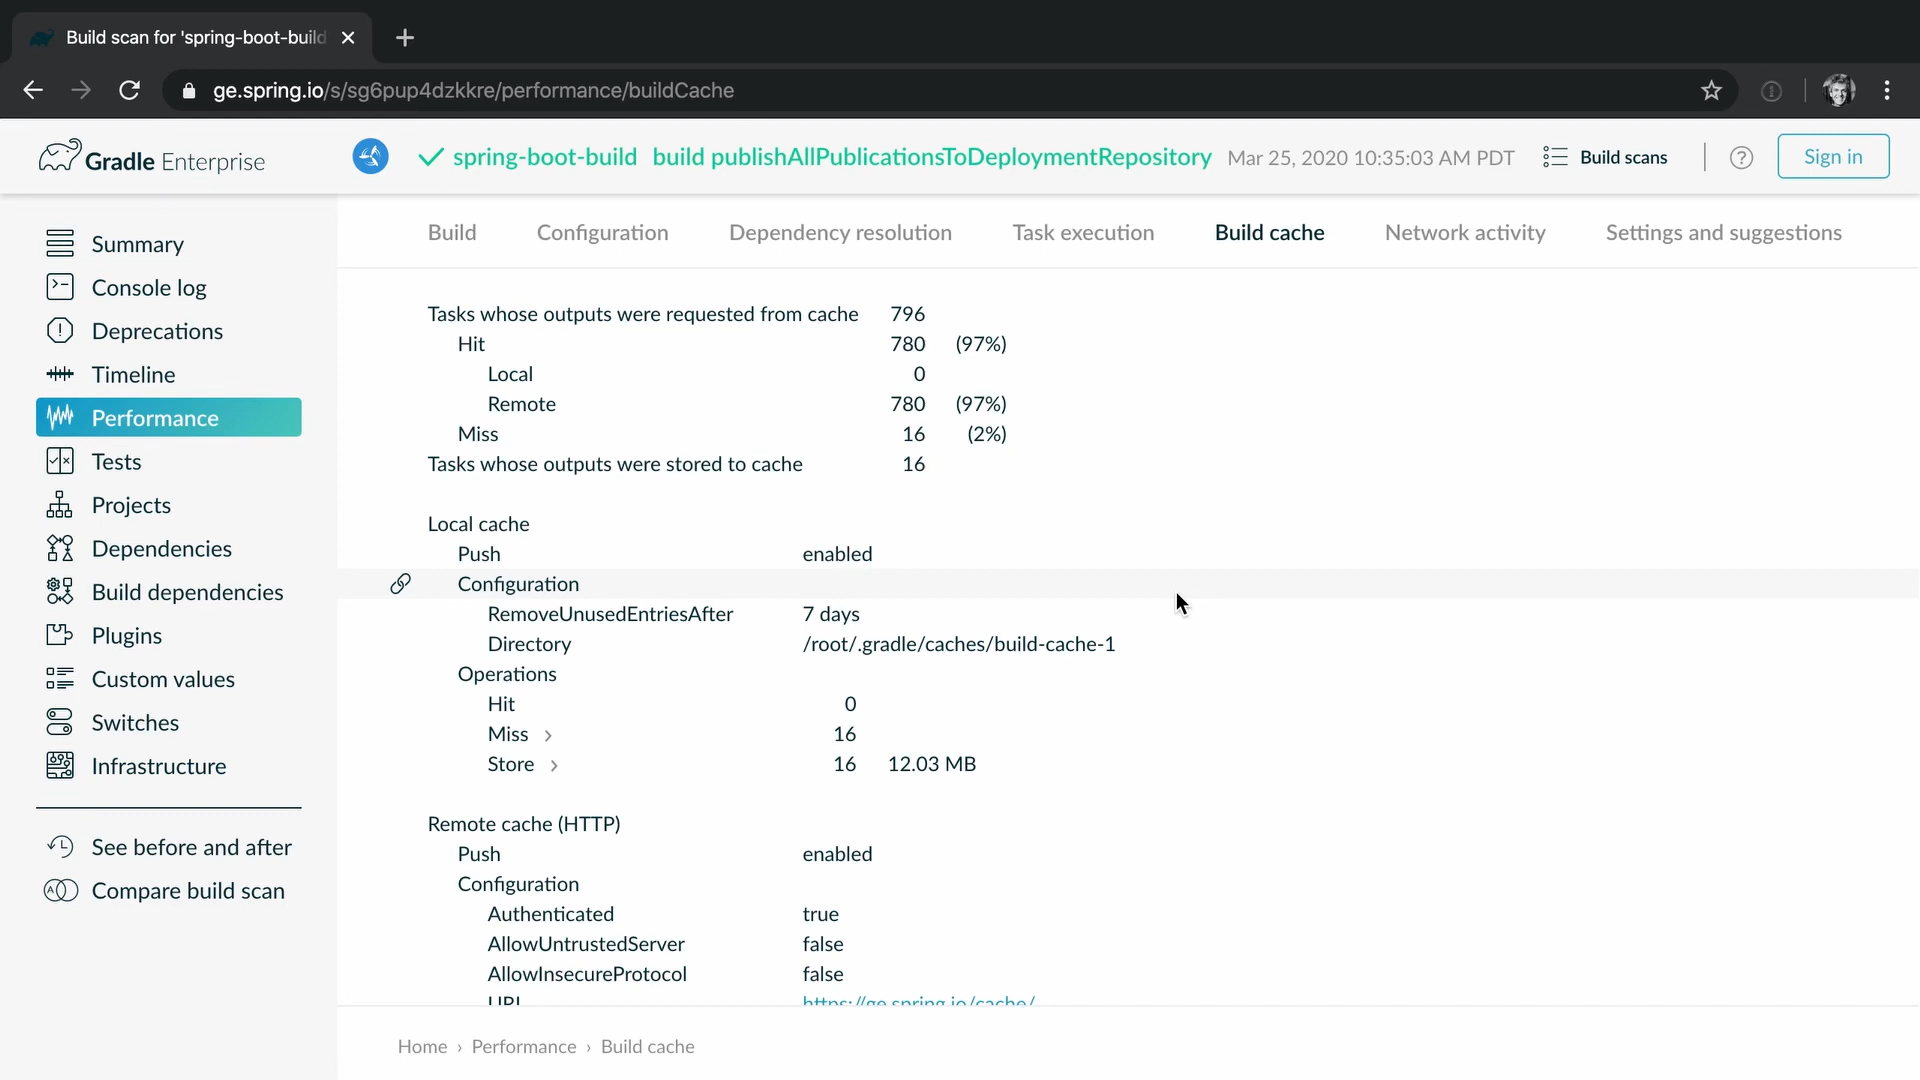 Build scan for 'spring-boot-build
ge.spring.io/s/sg6pup4dzkkre/performance/buildCache
Gradle Enterprise
spring-boot-build build publishAllPublicationsToDeploymentRepository Mar 25, 2020 10:35:03 AM PDT
Build scans
?
Sign in
Summary
Console log
Deprecations
Timeline
Performance
Tests
Projects
Dependencies
Build dependencies
Plugins
Custom values
Switches
Infrastructure
See before and after
Compare build scan
Build Configuration Dependency resolution Task execution Build cache Network activity Settings and suggestions
Tasks whose outputs were requested from cache 796
Hit 780 (97%)
Local 0
Remote 780 (97%)
Miss 16 (2%)
Tasks whose outputs were stored to cache 16
Local cache
Push enabled
Configuration
RemoveUnusedEntriesAfter 7 days
Directory /root/.gradle/caches/build-cache-1
Operations
Hit 0
Miss > 16
Store > 16 12.03 MB
Remote cache (HTTP)
Push enabled
Configuration
Authenticated true
AllowUntrustedServer false
AllowInsecureProtocol false
URL https://ge.spring.io/cache/
Home › Performance › Build cache